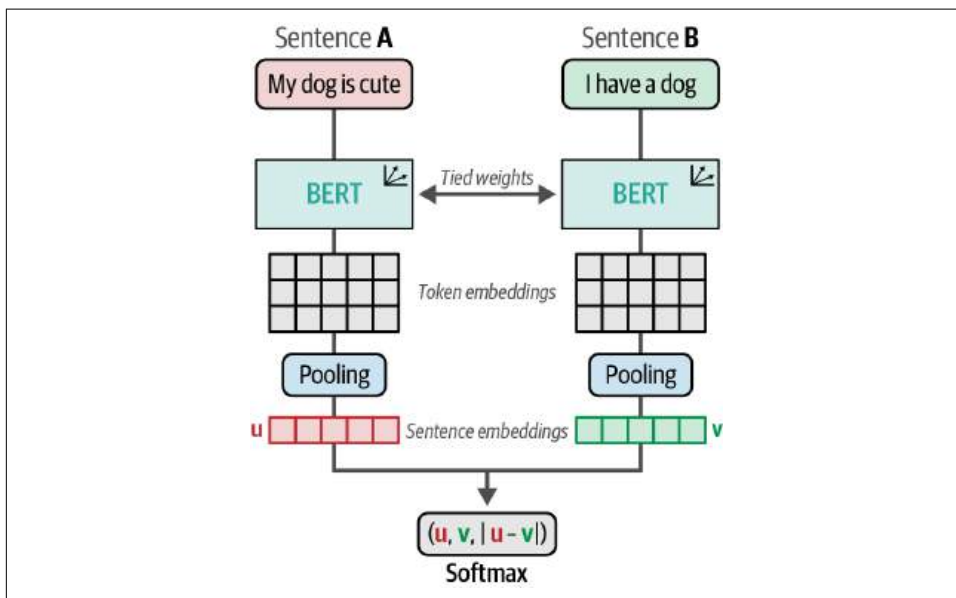 Sentence A
Sentence B
My dog is cute
I have a dog
BERT
Tied weights
BERT
Token embeddings
Pooling
Pooling
u
Sentence embeddings
v
(u, v, | u - v|)
Softmax